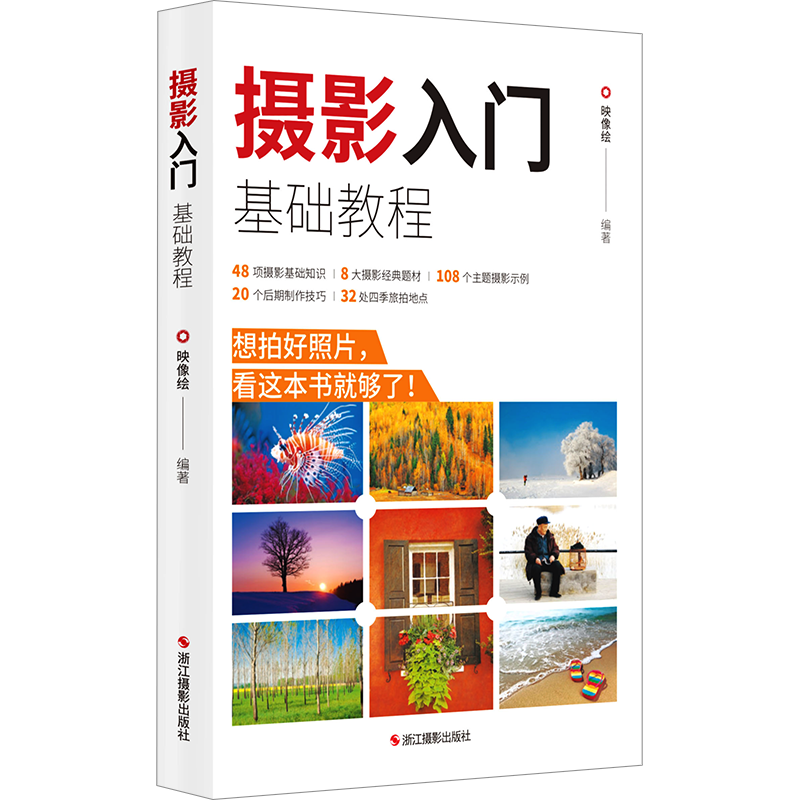 摄影入门
基础教程
映像绘
编著
浙江摄影出版社
摄影入门
基础教程
映像绘
编著
48 项摄影基础知识 | 8 大摄影经典题材 | 108 个主题摄影示例
20 个后期制作技巧 | 32 处四季旅拍地点
想拍好照片，
看这本书就够了！
浙江摄影出版社